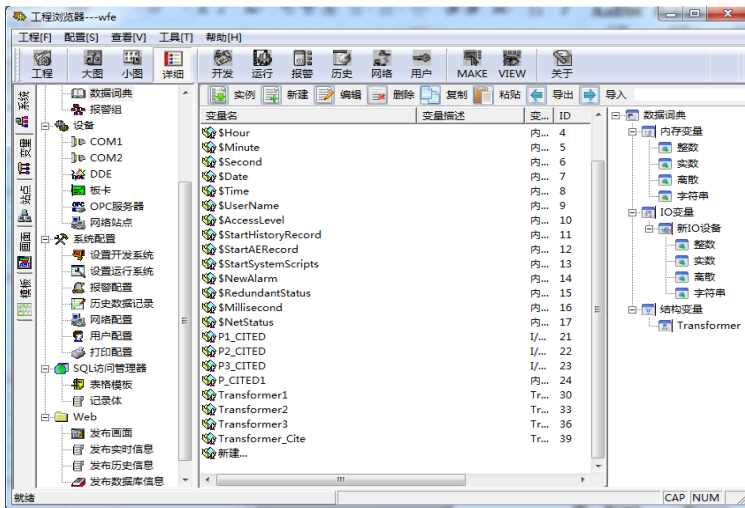 工程浏览器---wfe
工程[F] 配置[S] 查看[V] 工具[T] 帮助[H]
工程 大图 小图 详细 开发 运行 报警 历史 网络 用户 MAKE VIEW 关于
实例 新建 编辑 删除 复制 粘贴 导出 导入
系统
变量
站点
画面
模板
数据词典
报警组
设备
COM1
COM2
DDE
板卡
OPC服务器
网络站点
系统配置
设置开发系统
设置运行系统
报警配置
历史数据记录
网络配置
用户配置
打印配置
SQL访问管理器
表格模板
记录体
Web
发布画面
发布实时信息
发布历史信息
发布数据库信息
变量名 变量描述 变... ID
$Hour 内... 4
$Minute 内... 5
$Second 内... 6
$Date 内... 7
$Time 内... 8
$UserName 内... 9
$AccessLevel 内... 10
$StartHistoryRecord 内... 11
$StartAERecord 内... 12
$StartSystemScripts 内... 13
$NewAlarm 内... 14
$RedundantStatus 内... 15
$Millisecond 内... 16
$NetStatus 内... 17
P1_CITED I/... 21
P2_CITED I/... 22
P3_CITED I/... 23
P_CITED1 内... 24
Transformer1 Tr... 30
Transformer2 Tr... 33
Transformer3 Tr... 36
Transformer_Cite Tr... 39
新建...
数据词典
内存变量
整数
实数
离散
字符串
IO变量
新IO设备
整数
实数
离散
字符串
结构变量
Transformer
就绪
CAP NUM